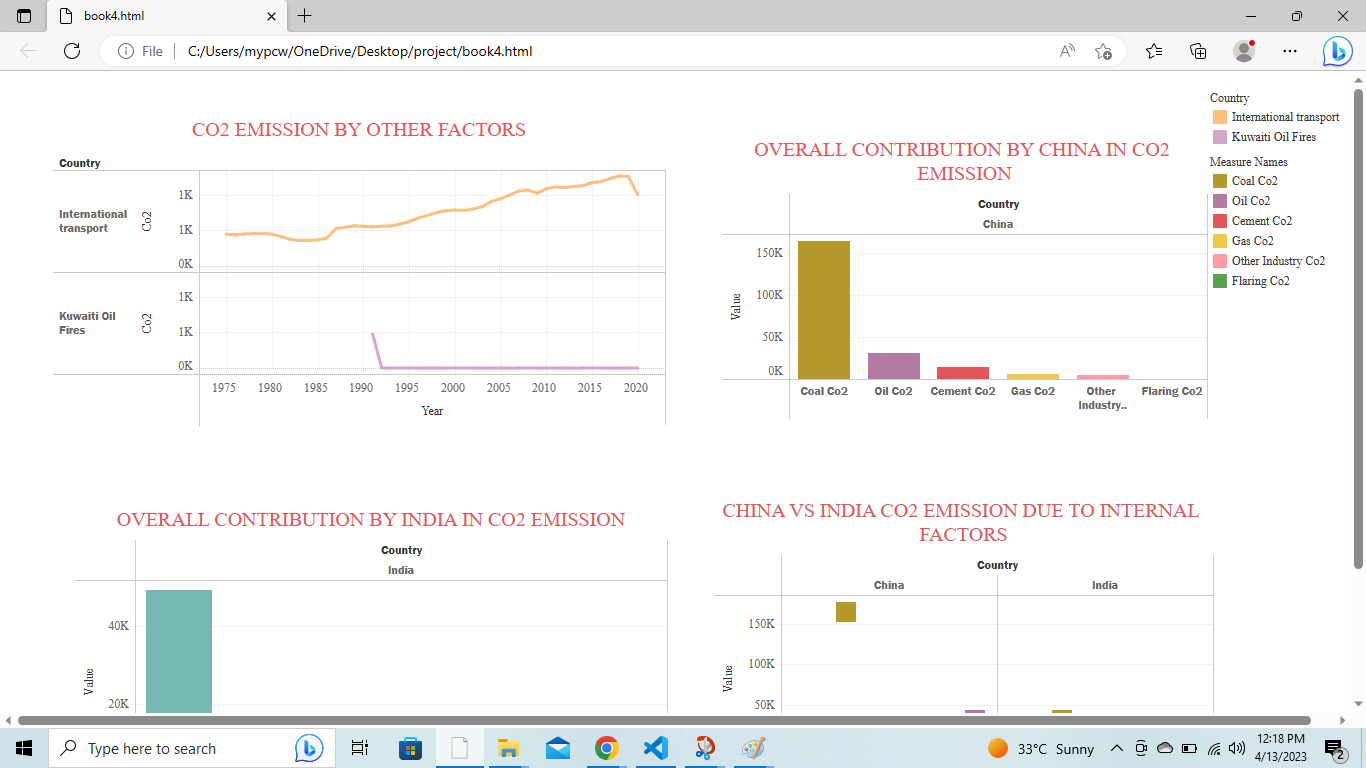 book4.html
File
C:/Users/mypcw/OneDrive/Desktop/project/book4.html
CO2 EMISSION BY OTHER FACTORS
Country
International transport
Co2
1K
1K
0K
Kuwaiti Oil Fires
Co2
1K
1K
0K
1975 1980 1985 1990 1995 2000 2005 2010 2015 2020
Year
OVERALL CONTRIBUTION BY CHINA IN CO2
EMISSION
Country
China
Value
150K
100K
50K
0K
Coal Co2 Oil Co2 Cement Co2 Gas Co2 Other Industry.. Flaring Co2
Country
International transport
Kuwaiti Oil Fires
Measure Names
Coal Co2
Oil Co2
Cement Co2
Gas Co2
Other Industry Co2
Flaring Co2
OVERALL CONTRIBUTION BY INDIA IN CO2 EMISSION
Country
India
Value
40K
20K
CHINA VS INDIA CO2 EMISSION DUE TO INTERNAL
FACTORS
Country
China India
Value
150K
100K
50K
Type here to search
33°C Sunny
12:18 PM
4/13/2023
2